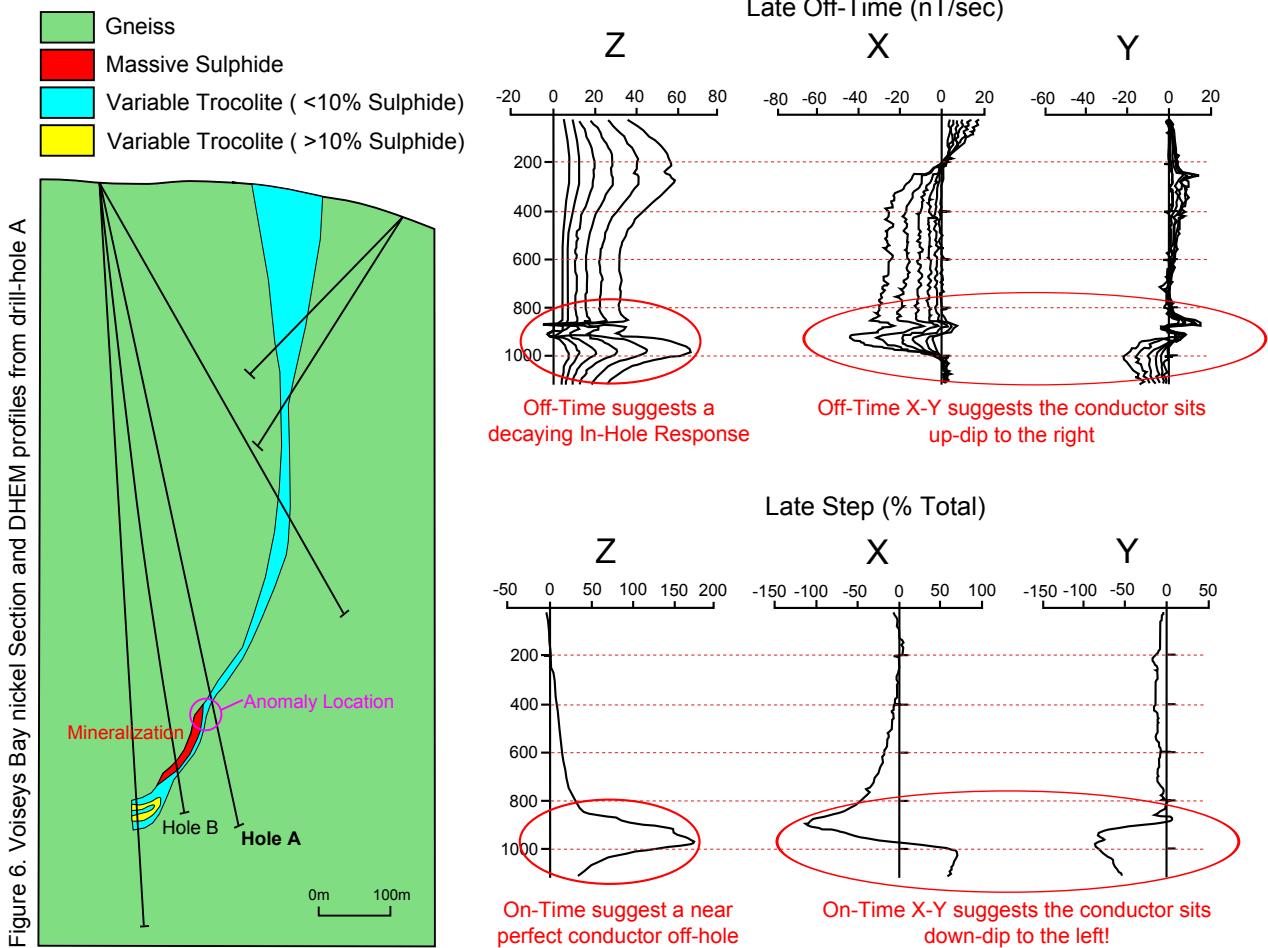 Gneiss
Massive Sulphide
Variable Trocolite ( <10% Sulphide)
Variable Trocolite ( >10% Sulphide)
Figure 6. Voiseys Bay nickel Section and DHEM profiles from drill-hole A
Anomaly Location
Mineralization
Hole B
Hole A
0m 100m
Late Off-Time (nT/sec)
Z X Y
-20 0 20 40 60 80
-80 -60 -40 -20 0 20
-60 -40 -20 0 20
200
400
600
800
1000
Off-Time suggests a
decaying In-Hole Response
Off-Time X-Y suggests the conductor sits
up-dip to the right
Late Step (% Total)
Z X Y
-50 0 50 100 150 200
-150 -100 -50 0 50 100
-150 -100 -50 0 50
200
400
600
800
1000
On-Time suggest a near
perfect conductor off-hole
On-Time X-Y suggests the conductor sits
down-dip to the left!